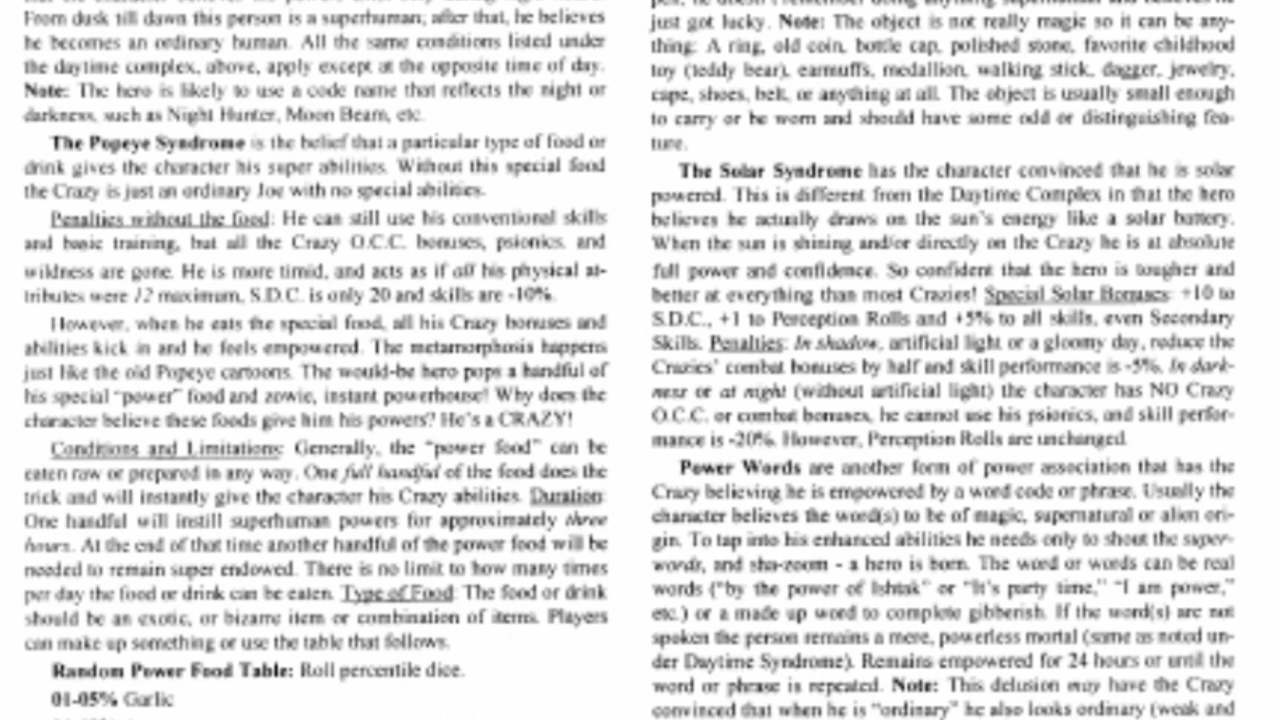 From dusk till dawn this person is a superhuman; after that, he believes
he becomes an ordinary human. All the same conditions listed under
the daytime complex, above, apply except at the opposite time of day.
Note: The hero is likely to use a code name that reflects the night or
darkness, such as Night Hunter, Moon Beam, etc.
The Popeye Syndrome is the belief that a particular type of food or
drink gives the character his super abilities. Without this special food
the Crazy is just an ordinary Joe with no special abilities.
Penalties without the food: He can still use his conventional skills
and basic training, but all the Crazy O.C.C. bonuses, psionics, and
wildness are gone. He is more timid, and acts as if all his physical at-
tributes were 12 maximum, S.D.C. is only 20 and skills are -10%.
However, when he eats the special food, all his Crazy bonuses and
abilities kick in and he feels empowered. The metamorphosis happens
just like the old Popeye cartoons. The would-be hero pops a handful of
his special "power" food and zowie, instant powerhouse! Why does the
character believe these foods give him his powers? He's a CRAZY!
Conditions and Limitations: Generally, the "power food" can be
eaten raw or prepared in any way. One full handful of the food does the
trick and will instantly give the character his Crazy abilities. Duration:
One handful will instill superhuman powers for approximately three
hours. At the end of that time another handful of the power food will be
needed to remain super endowed. There is no limit to how many times
per day the food or drink can be eaten. Type of Food: The food or drink
should be an exotic, or bizarre item or combination of items. Players
can make up something or use the table that follows.
Random Power Food Table: Roll percentile dice.
01-05% Garlic
just got lucky. Note: The object is not really magic so it can be any-
thing: A ring, old coin, bottle cap, polished stone, favorite childhood
toy (teddy bear), earmuffs, medallion, walking stick, dagger, jewelry,
cape, shoes, belt, or anything at all. The object is usually small enough
to carry or be worn and should have some odd or distinguishing fea-
ture.
The Solar Syndrome has the character convinced that he is solar
powered. This is different from the Daytime Complex in that the hero
believes he actually draws on the sun's energy like a solar battery.
When the sun is shining and/or directly on the Crazy he is at absolute
full power and confidence. So confident that the hero is tougher and
better at everything than most Crazies! Special Solar Bonuses: +10 to
S.D.C., +1 to Perception Rolls and +5% to all skills, even Secondary
Skills. Penalties: In shadow, artificial light or a gloomy day, reduce the
Crazies' combat bonuses by half and skill performance is -5%. In dark-
ness or at night (without artificial light) the character has NO Crazy
O.C.C. or combat bonuses, he cannot use his psionics, and skill perfor-
mance is -20%. However, Perception Rolls are unchanged.
Power Words are another form of power association that has the
Crazy believing he is empowered by a word code or phrase. Usually the
character believes the word(s) to be of magic, supernatural or alien ori-
gin. To tap into his enhanced abilities he needs only to shout the super-
words, and sha-zoom - a hero is born. The word or words can be real
words ("by the power of Ishtak" or "It's party time," "I am power,"
etc.) or a made up word to complete gibberish. If the word(s) are not
spoken the person remains a mere, powerless mortal (same as noted un-
der Daytime Syndrome). Remains empowered for 24 hours or until the
word or phrase is repeated. Note: This delusion may have the Crazy
convinced that when he is "ordinary" he also looks ordinary (weak and